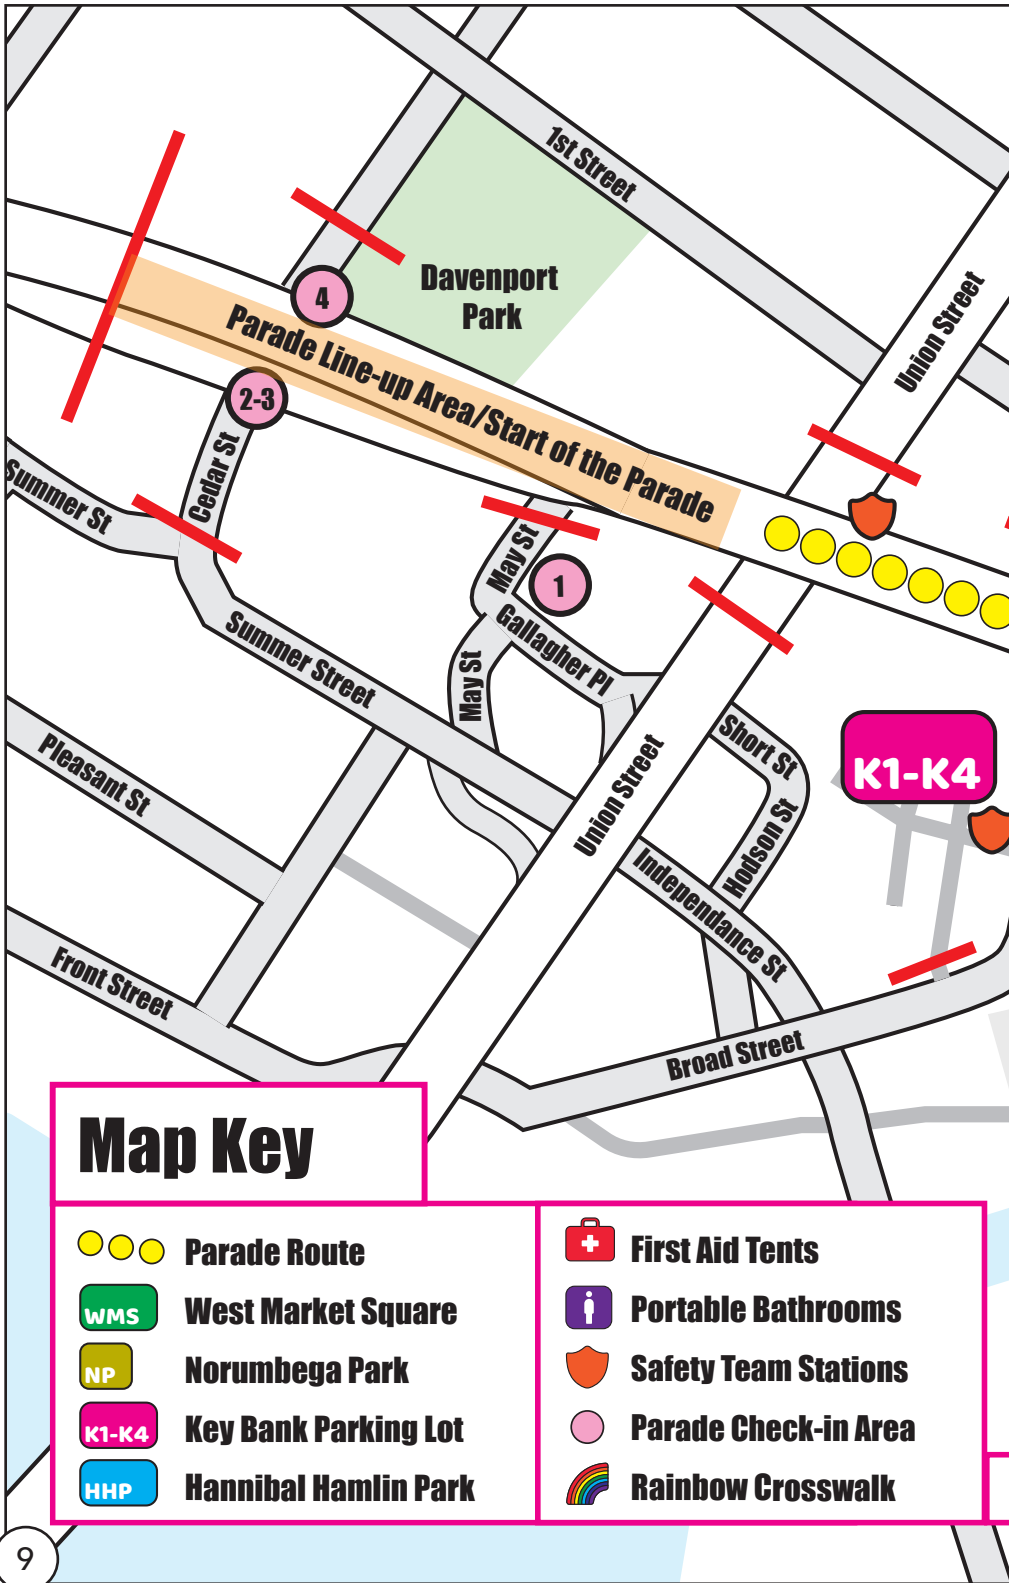 1st Street
Davenport
Park
Union Street
4
Parade Line-up Area/Start of the Parade
2-3
Cedar St
Summer St
May St
1
Gallagher Pl
Summer Street
May St
Short St
K1-K4
Pleasant St
Union Street
Hodson St
Independance St
Front Street
Broad Street
Map Key
Parade Route
WMS
West Market Square
NP
Norumbega Park
K1-K4
Key Bank Parking Lot
HHP
Hannibal Hamlin Park
First Aid Tents
Portable Bathrooms
Safety Team Stations
Parade Check-in Area
Rainbow Crosswalk
9